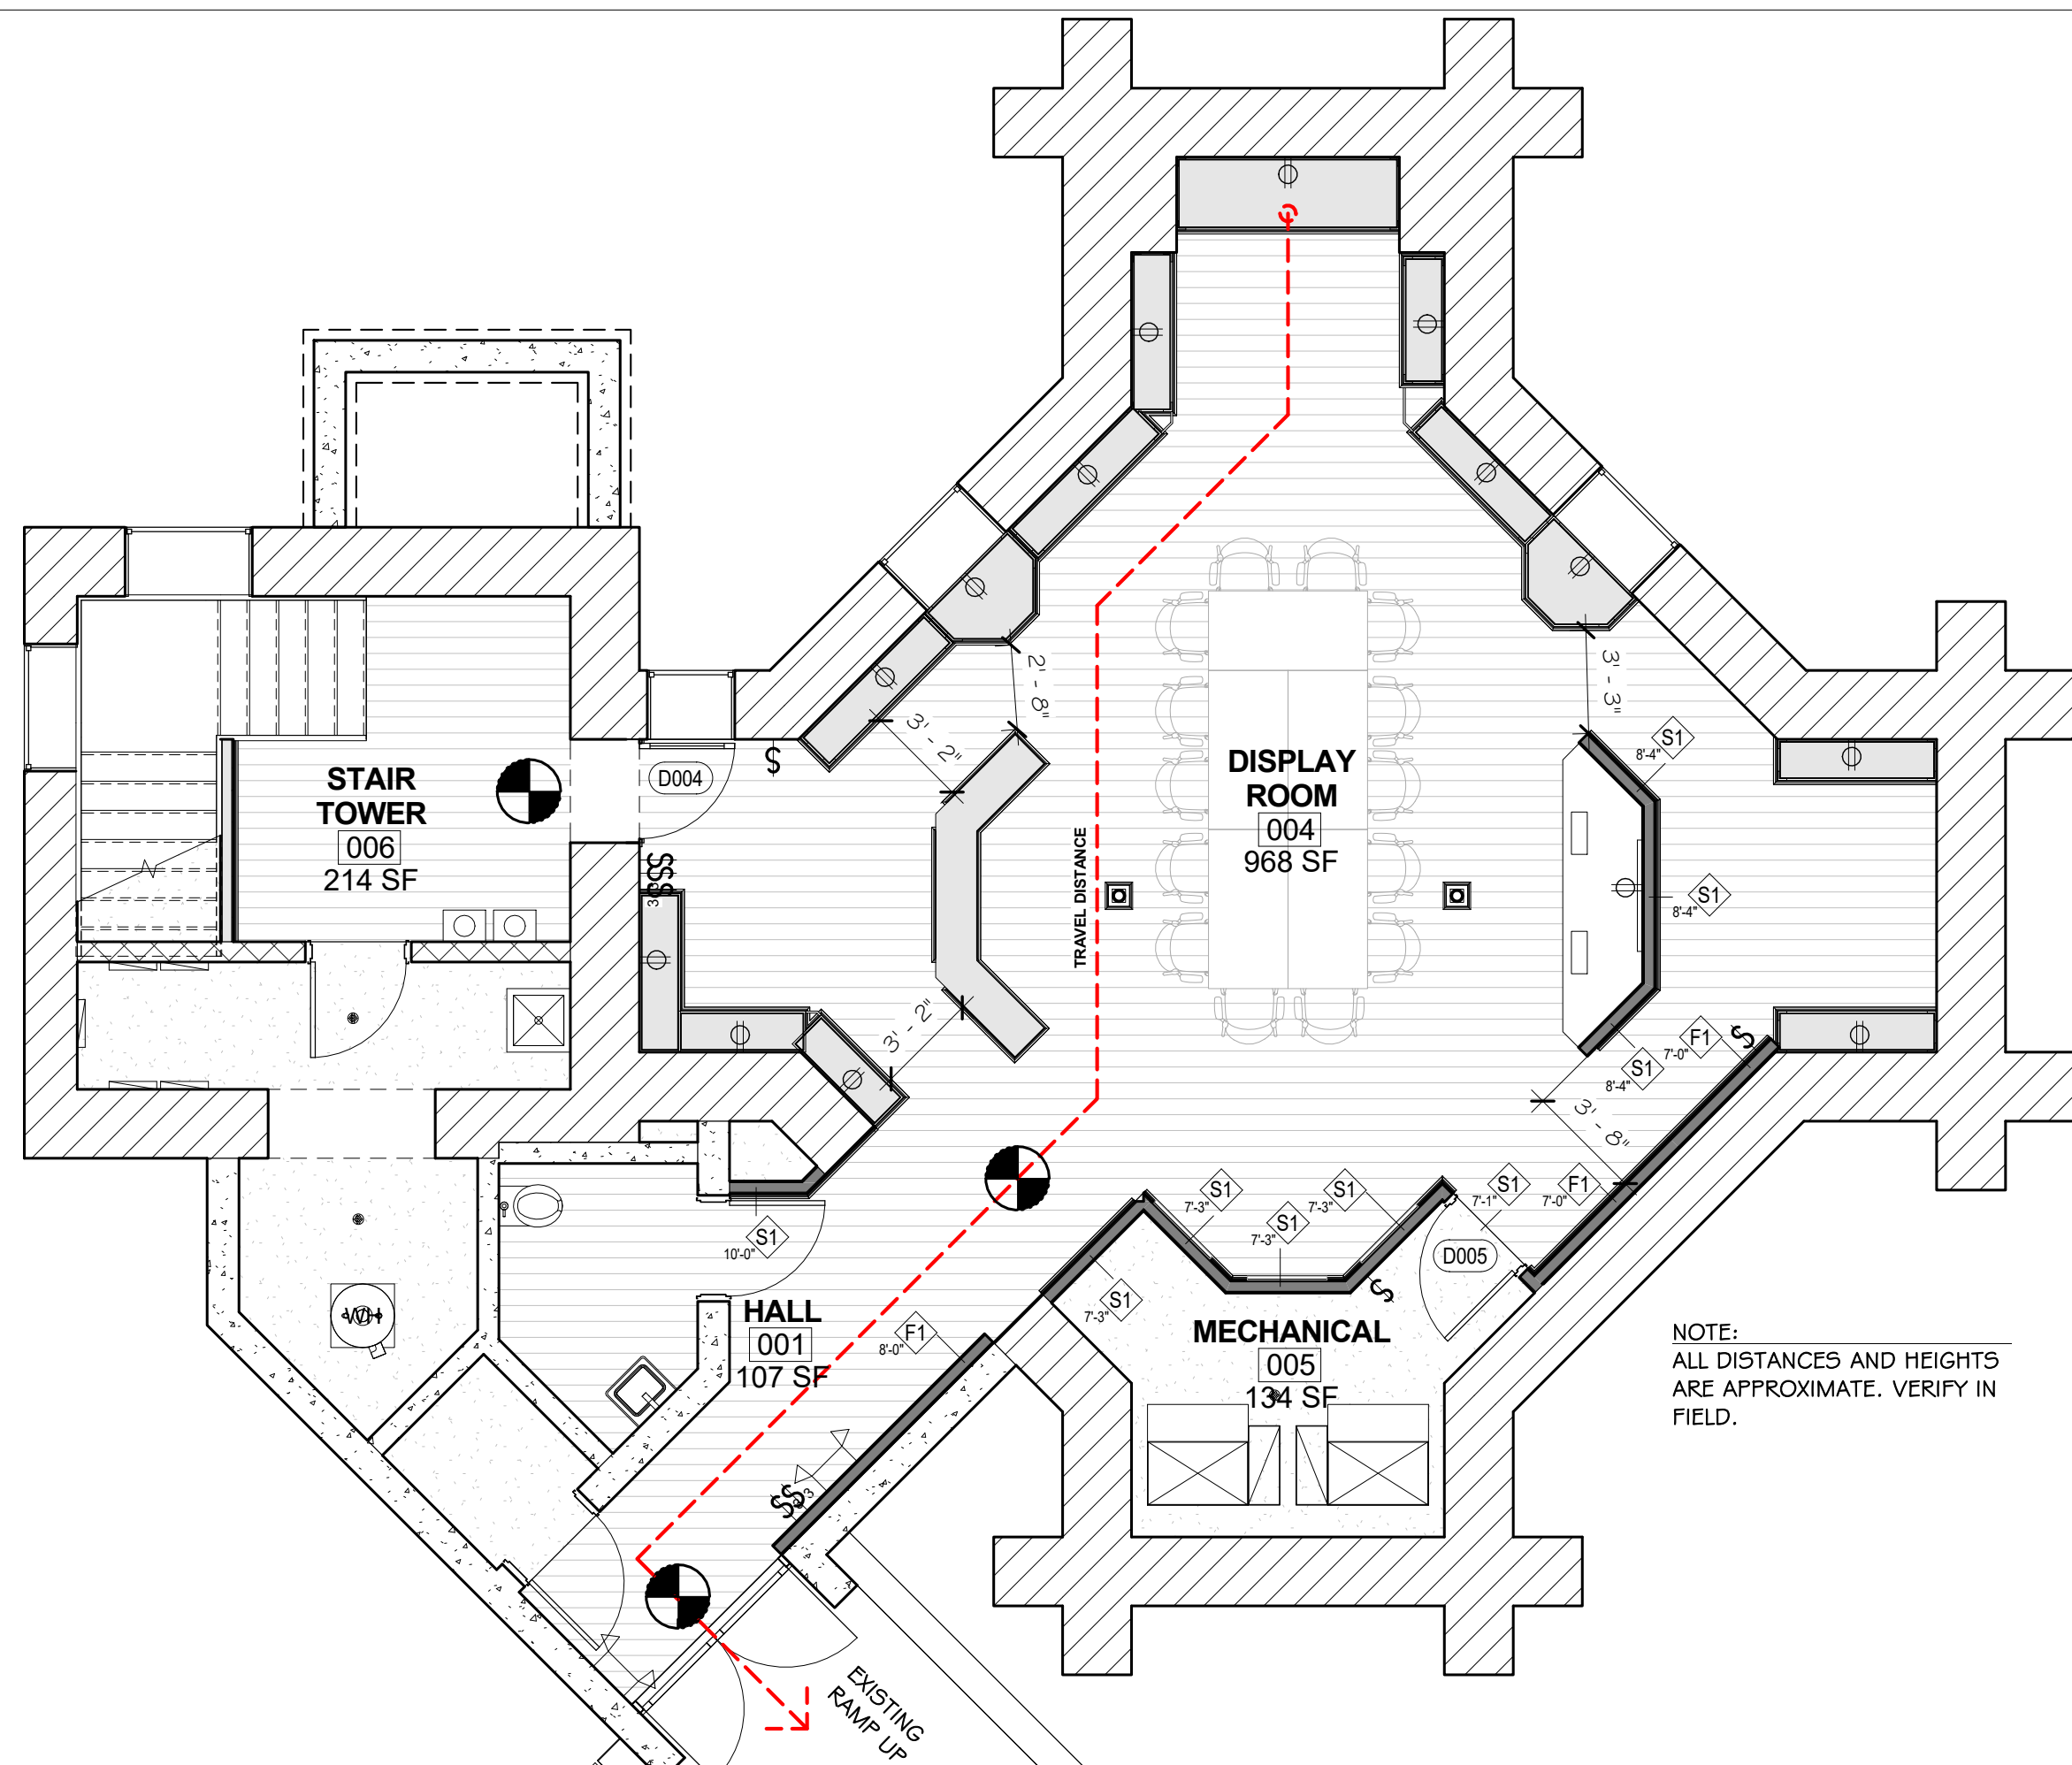 2' - 8"
3' - 2"
3' - 3"
S1
8'-4"
STAIR
TOWER
006
214 SF
D004
DISPLAY
ROOM
004
968 SF
TRAVEL DISTANCE
$
$$$
3
S1
8'-4"
3' - 2"
F1
7'-0"
$
S1
8'-4"
3' - 8"
S1
7'-3"
S1
7'-3"
S1
7'-1"
F1
7'-0"
S1
10'-0"
S1
7'-3"
D005
$
S1
7'-3"
WH
HALL
001
107 SF
F1
8'-0"
MECHANICAL
005
134 SF
NOTE:
ALL DISTANCES AND HEIGHTS
ARE APPROXIMATE. VERIFY IN
FIELD.
$$
3
EXISTING
RAMP UP